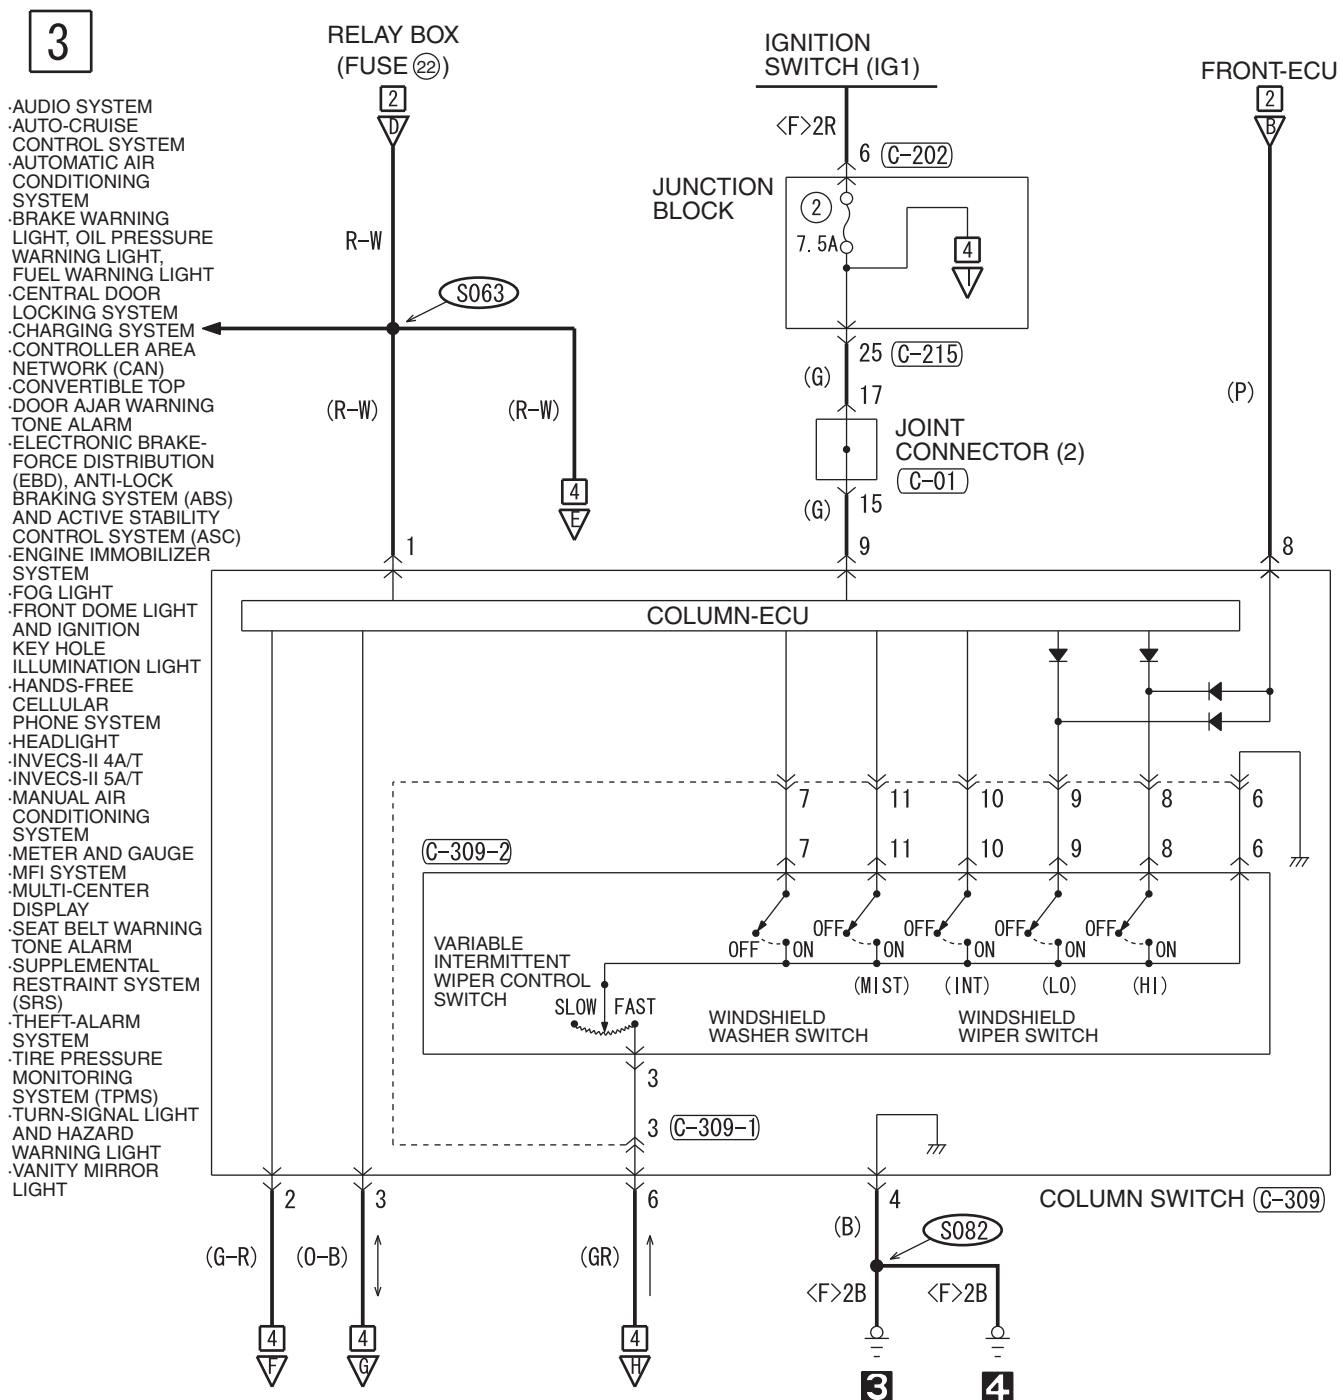 3
RELAY BOX
(FUSE 22)
IGNITION
SWITCH (IG1)
FRONT-ECU
2
D
2
B
·AUDIO SYSTEM
·AUTO-CRUISE
CONTROL SYSTEM
·AUTOMATIC AIR
CONDITIONING
SYSTEM
·BRAKE WARNING
LIGHT, OIL PRESSURE
WARNING LIGHT,
FUEL WARNING LIGHT
·CENTRAL DOOR
LOCKING SYSTEM
·CHARGING SYSTEM
·CONTROLLER AREA
NETWORK (CAN)
·CONVERTIBLE TOP
·DOOR AJAR WARNING
TONE ALARM
·ELECTRONIC BRAKE-
FORCE DISTRIBUTION
(EBD), ANTI-LOCK
BRAKING SYSTEM (ABS)
AND ACTIVE STABILITY
CONTROL SYSTEM (ASC)
·ENGINE IMMOBILIZER
SYSTEM
·FOG LIGHT
·FRONT DOME LIGHT
AND IGNITION
KEY HOLE
ILLUMINATION LIGHT
·HANDS-FREE
CELLULAR
PHONE SYSTEM
·HEADLIGHT
·INVECS-II 4A/T
·INVECS-II 5A/T
·MANUAL AIR
CONDITIONING
SYSTEM
·METER AND GAUGE
·MFI SYSTEM
·MULTI-CENTER
DISPLAY
·SEAT BELT WARNING
TONE ALARM
·SUPPLEMENTAL
RESTRAINT SYSTEM
(SRS)
·THEFT-ALARM
SYSTEM
·TIRE PRESSURE
MONITORING
SYSTEM (TPMS)
·TURN-SIGNAL LIGHT
AND HAZARD
WARNING LIGHT
·VANITY MIRROR
LIGHT
<F>2R
6 (C-202)
JUNCTION
BLOCK
2
7.5A
4
I
R-W
S063
25 (C-215)
(G)
17
(R-W)
(R-W)
(P)
JOINT
CONNECTOR (2)
(C-01)
4
E
(G)
15
1
9
8
COLUMN-ECU
7 11 10 9 8 6
(C-309-2)
7 11 10 9 8 6
OFF OFF OFF OFF OFF
ON ON ON ON ON
(MIST) (INT) (LO) (HI)
VARIABLE
INTERMITTENT
WIPER CONTROL
SWITCH
SLOW FAST
WINDSHIELD
WASHER SWITCH
WINDSHIELD
WIPER SWITCH
3
3 (C-309-1)
2 3 6 4
COLUMN SWITCH (C-309)
(G-R) (O-B) (GR) (B)
S082
<F>2B <F>2B
4 4 4
F G H
3 4